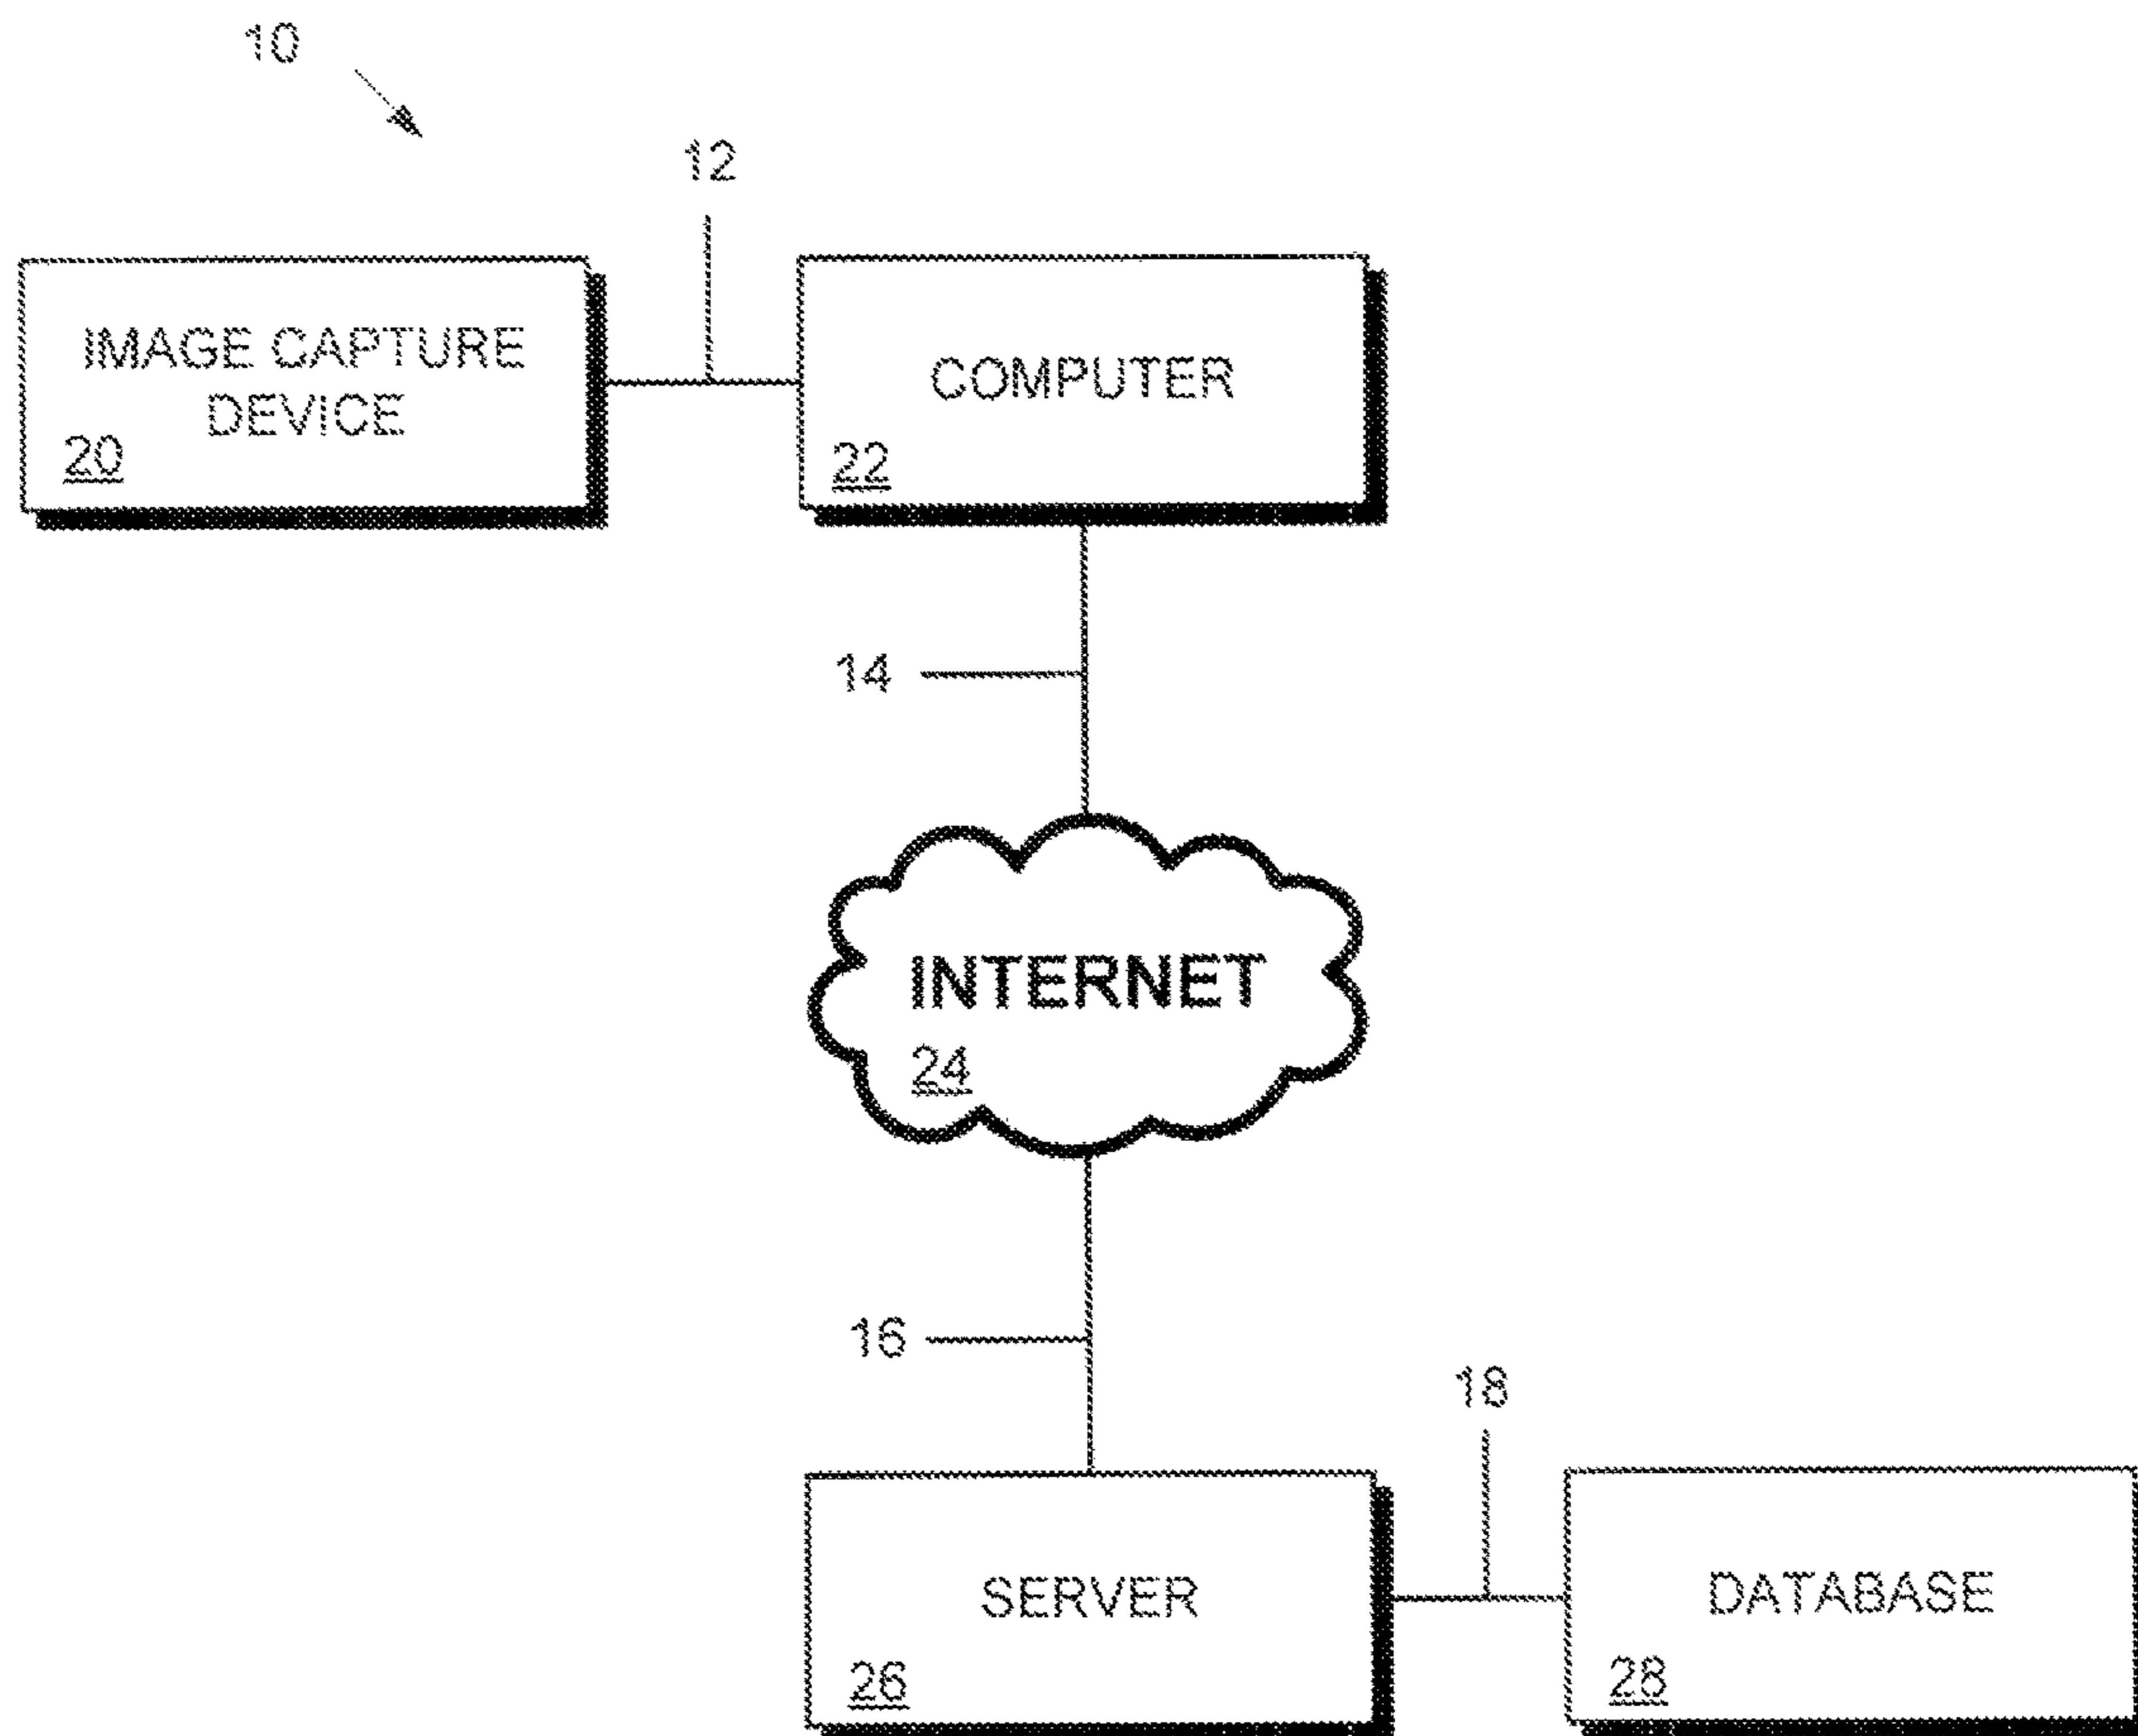 10
12
IMAGE CAPTURE
DEVICE
20
COMPUTER
22
14
INTERNET
24
16
18
SERVER
26
DATABASE
28